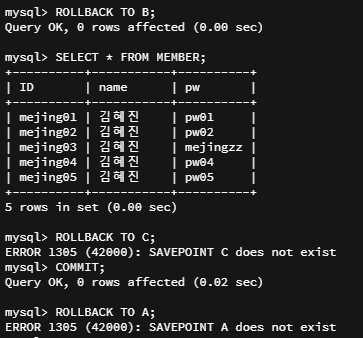 mysql> ROLLBACK TO B;
Query OK, 0 rows affected (0.00 sec)
mysql> SELECT * FROM MEMBER;
+----------+-----------+----------+
| ID       | name      | pw       |
+----------+-----------+----------+
| mejing01 | 김혜진 | pw01     |
| mejing02 | 김혜진 | pw02     |
| mejing03 | 김혜진 | mejingzz |
| mejing04 | 김혜진 | pw04     |
| mejing05 | 김혜진 | pw05     |
+----------+-----------+----------+
5 rows in set (0.00 sec)
mysql> ROLLBACK TO C;
ERROR 1305 (42000): SAVEPOINT C does not exist
mysql> COMMIT;
Query OK, 0 rows affected (0.02 sec)
mysql> ROLLBACK TO A;
ERROR 1305 (42000): SAVEPOINT A does not exist